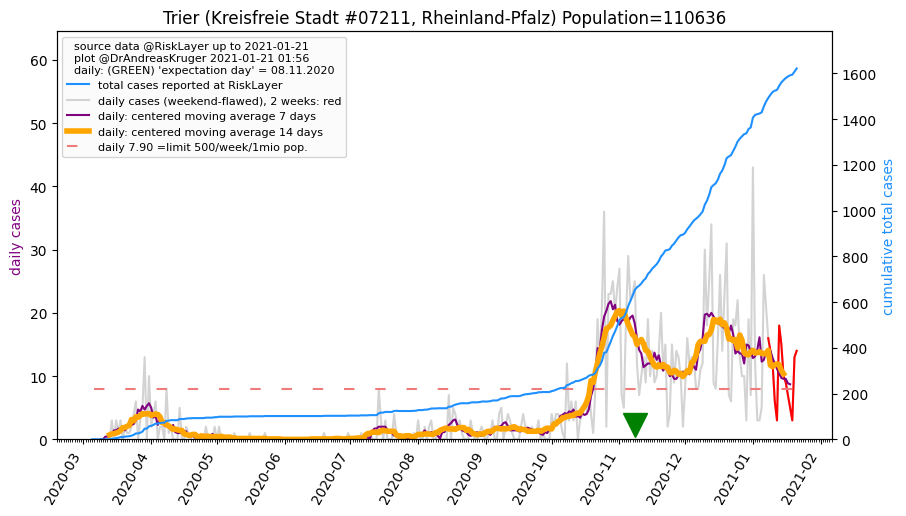 Trier (Kreisfreie Stadt #07211, Rheinland-Pfalz) Population=110636
source data @RiskLayer up to 2021-01-21
plot @DrAndreasKruger 2021-01-21 01:56
daily: (GREEN) 'expectation day' = 08.11.2020
total cases reported at RiskLayer
daily cases (weekend-flawed), 2 weeks: red
daily: centered moving average 7 days
daily: centered moving average 14 days
daily 7.90 =limit 500/week/1mio pop.
daily cases
60
50
40
30
20
10
0
cumulative total cases
1600
1400
1200
1000
800
600
400
200
0
2020-03
2020-04
2020-05
2020-06
2020-07
2020-08
2020-09
2020-10
2020-11
2020-12
2021-01
2021-02